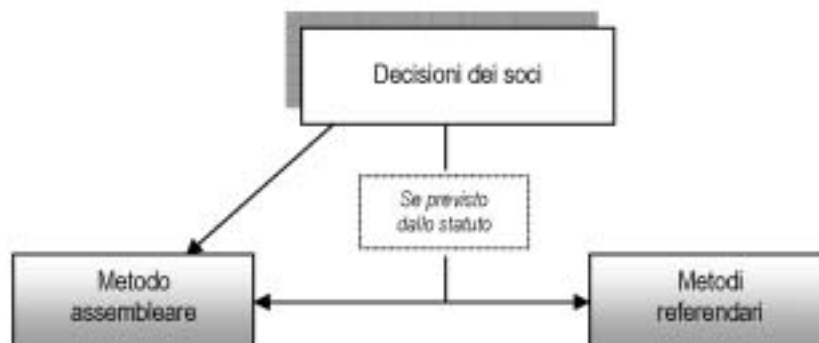 Decisioni dei soci
Se previsto
dallo statuto
Metodo
assembleare
Metodi
referendari